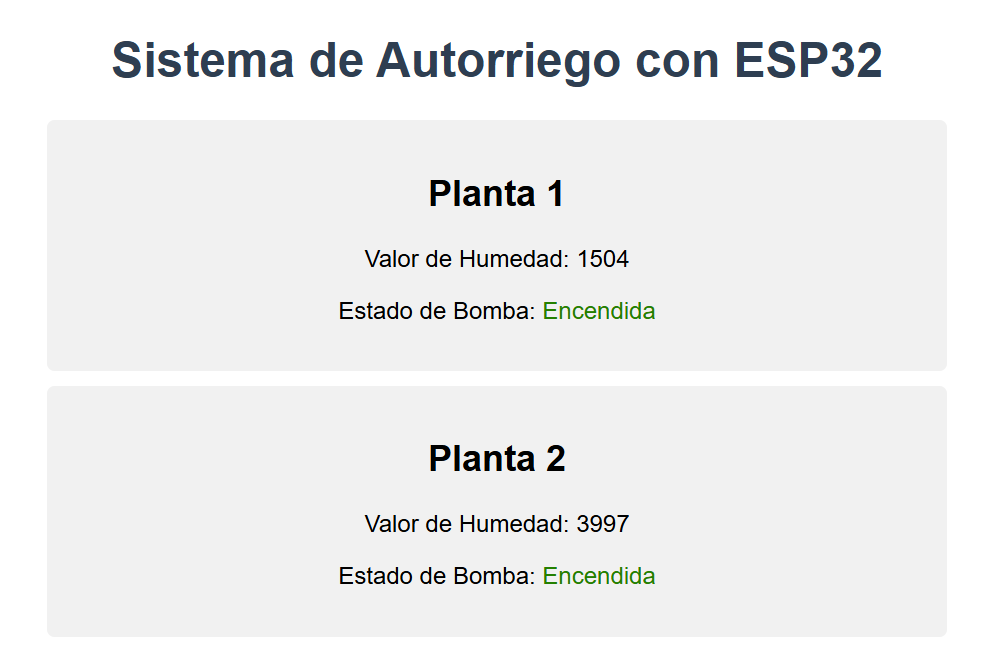 Sistema de Autorriego con ESP32
Planta 1
Valor de Humedad: 1504
Estado de Bomba: Encendida
Planta 2
Valor de Humedad: 3997
Estado de Bomba: Encendida